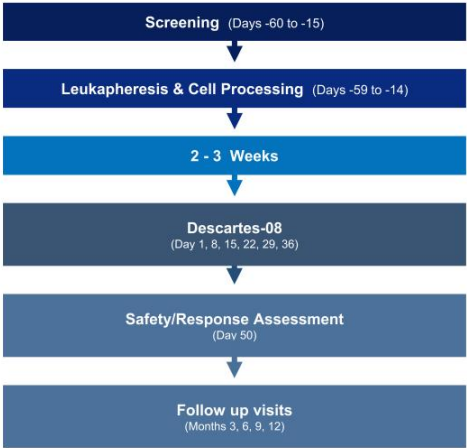 Screening (Days -60 to -15)
Leukapheresis & Cell Processing (Days -59 to -14)
2 - 3 Weeks
Descartes-08
(Day 1, 8, 15, 22, 29, 36)
Safety/Response Assessment
(Day 50)
Follow up visits
(Months 3, 6, 9, 12)